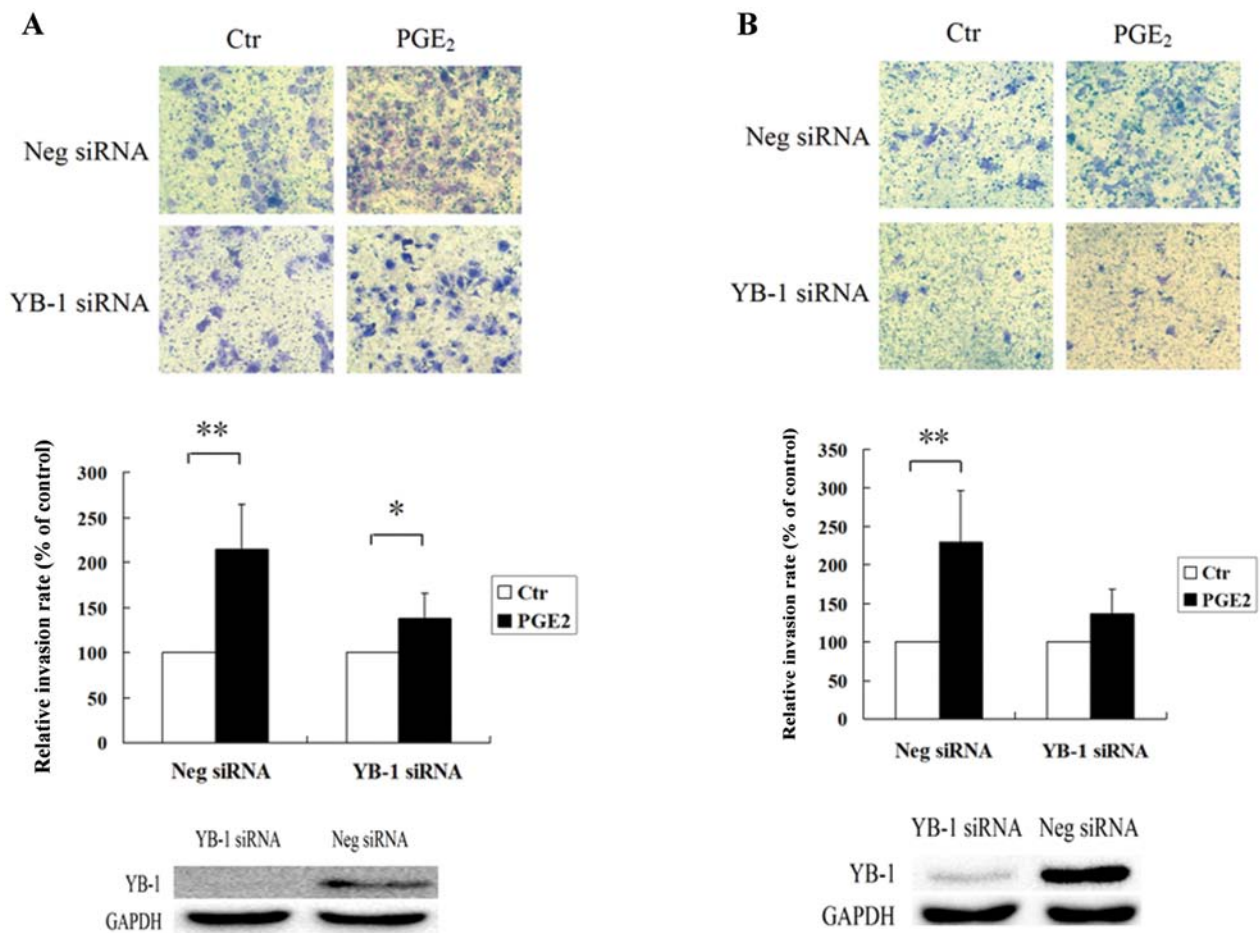 A
Ctr
PGE₂
Neg siRNA
YB-1 siRNA
**
*
Relative invasion rate (% of control)
300
250
200
150
100
50
0
Neg siRNA
YB-1 siRNA
Ctr
PGE2
YB-1 siRNA
Neg siRNA
YB-1
GAPDH
B
Ctr
PGE₂
Neg siRNA
YB-1 siRNA
**
Relative invasion rate (% of control)
350
300
250
200
150
100
50
0
Neg siRNA
YB-1 siRNA
Ctr
PGE2
YB-1 siRNA
Neg siRNA
YB-1
GAPDH